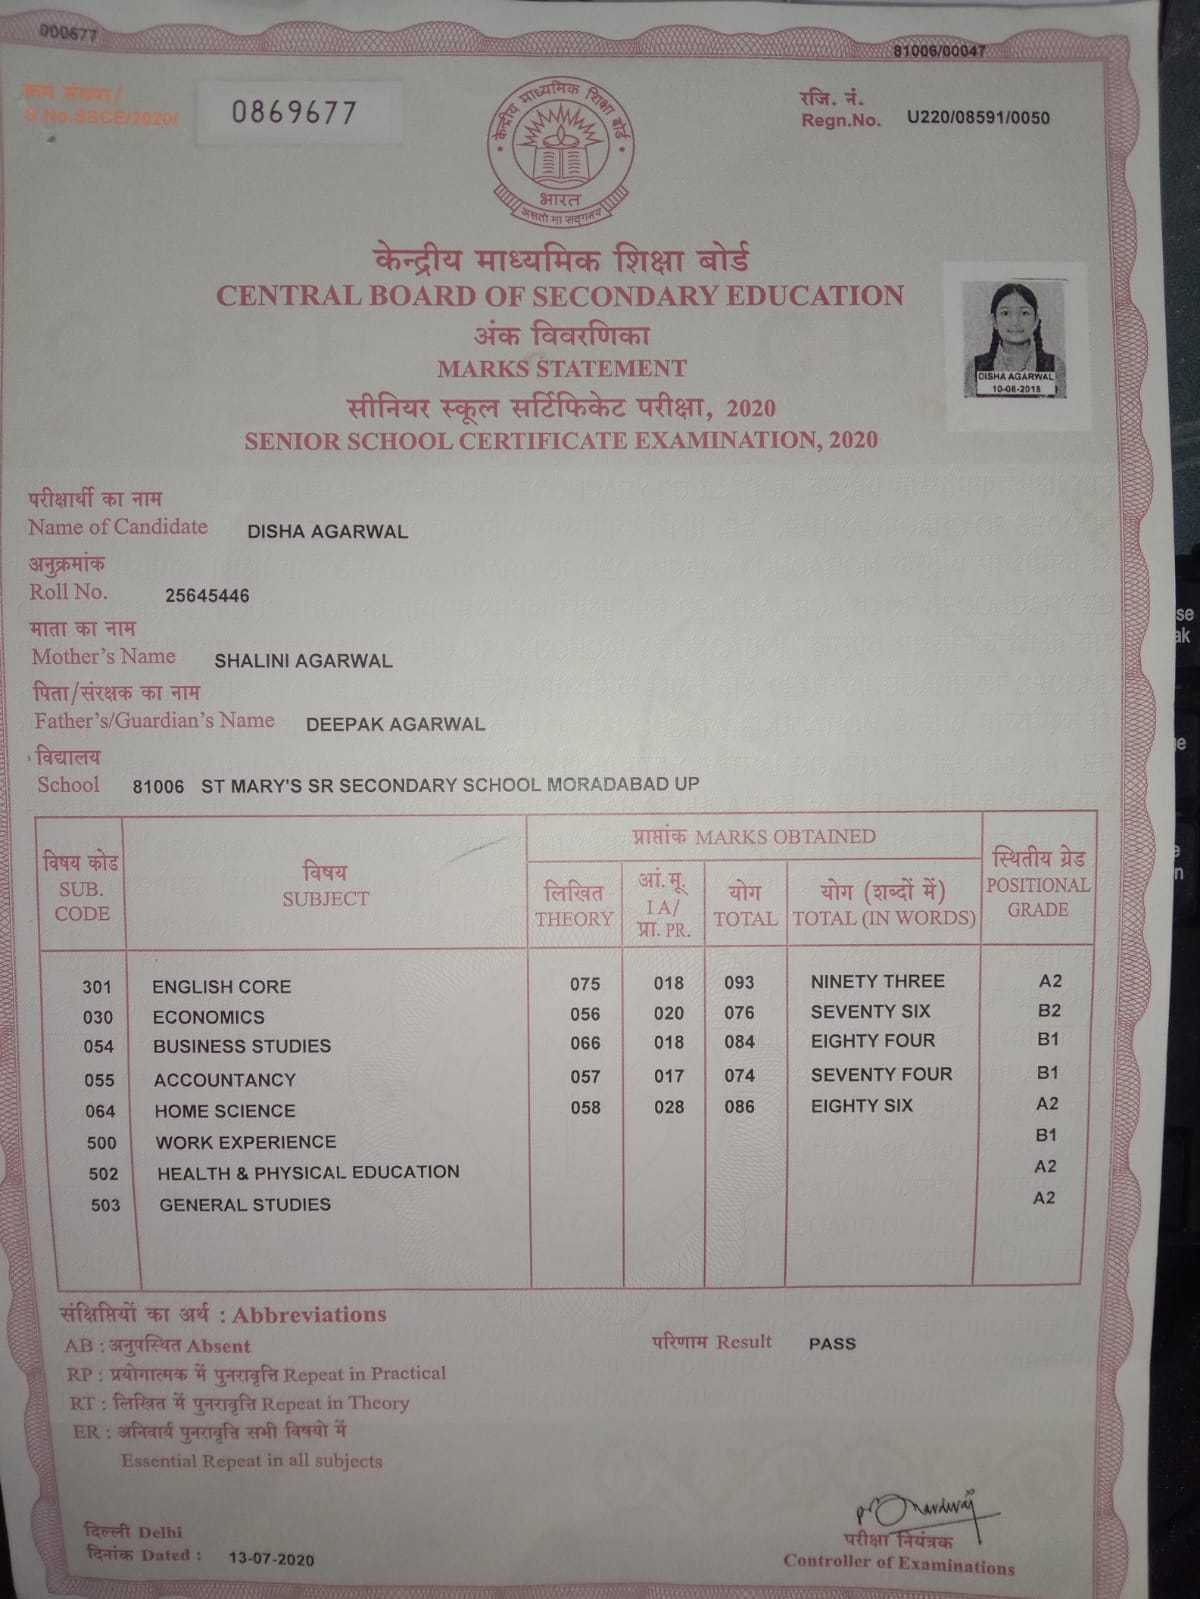 000677
81006/00047
क्रम संख्या/
S.No.SSCE/2020/
0869677
रजि. नं.
Regn.No. U220/08591/0050
केन्द्रीय माध्यमिक शिक्षा बोर्ड
भारत
असतो मा सद्गमय
केन्द्रीय माध्यमिक शिक्षा बोर्ड
CENTRAL BOARD OF SECONDARY EDUCATION
अंक विवरणिका
MARKS STATEMENT
सीनियर स्कूल सर्टिफिकेट परीक्षा, 2020
SENIOR SCHOOL CERTIFICATE EXAMINATION, 2020
DISHA AGARWAL
10-08-2018
परीक्षार्थी का नाम
Name of Candidate DISHA AGARWAL
अनुक्रमांक
Roll No. 25645446
माता का नाम
Mother's Name SHALINI AGARWAL
पिता/संरक्षक का नाम
Father's/Guardian's Name DEEPAK AGARWAL
विद्यालय
School 81006 ST MARY'S SR SECONDARY SCHOOL MORADABAD UP
विषय कोड
SUB.
CODE
विषय
SUBJECT
प्राप्तांक MARKS OBTAINED
लिखित
THEORY
आं.मू.
I A/
प्रा. PR.
योग
TOTAL
योग (शब्दों में)
TOTAL (IN WORDS)
स्थितीय ग्रेड
POSITIONAL
GRADE
301 ENGLISH CORE 075 018 093 NINETY THREE A2
030 ECONOMICS 056 020 076 SEVENTY SIX B2
054 BUSINESS STUDIES 066 018 084 EIGHTY FOUR B1
055 ACCOUNTANCY 057 017 074 SEVENTY FOUR B1
064 HOME SCIENCE 058 028 086 EIGHTY SIX A2
500 WORK EXPERIENCE B1
502 HEALTH & PHYSICAL EDUCATION A2
503 GENERAL STUDIES A2
संक्षिप्तियों का अर्थ : Abbreviations
AB : अनुपस्थित Absent
परिणाम Result PASS
RP : प्रयोगात्मक में पुनरावृत्ति Repeat in Practical
RT : लिखित में पुनरावृत्ति Repeat in Theory
ER : अनिवार्य पुनरावृत्ति सभी विषयो में
Essential Repeat in all subjects
दिल्ली Delhi
दिनांक Dated : 13-07-2020
परीक्षा नियंत्रक
Controller of Examinations